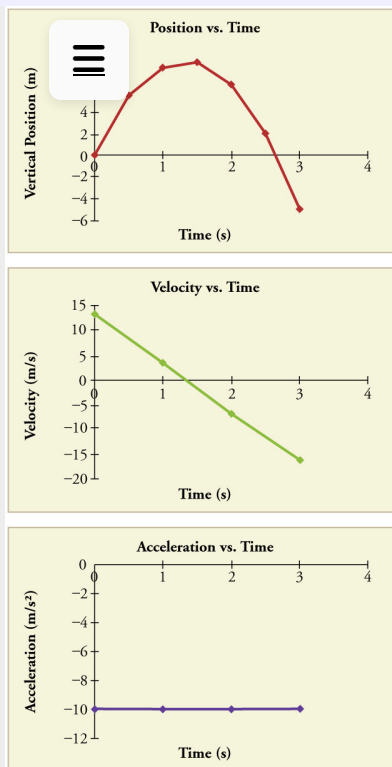 Position vs. Time
Vertical Position (m)
4
2
0
−2
−4
−6
0 1 2 3 4
Time (s)
Velocity vs. Time
Velocity (m/s)
15
10
5
0
−5
−10
−15
−20
0 1 2 3 4
Time (s)
Acceleration vs. Time
Acceleration (m/s²)
0
−2
−4
−6
−8
−10
−12
0 1 2 3 4
Time (s)